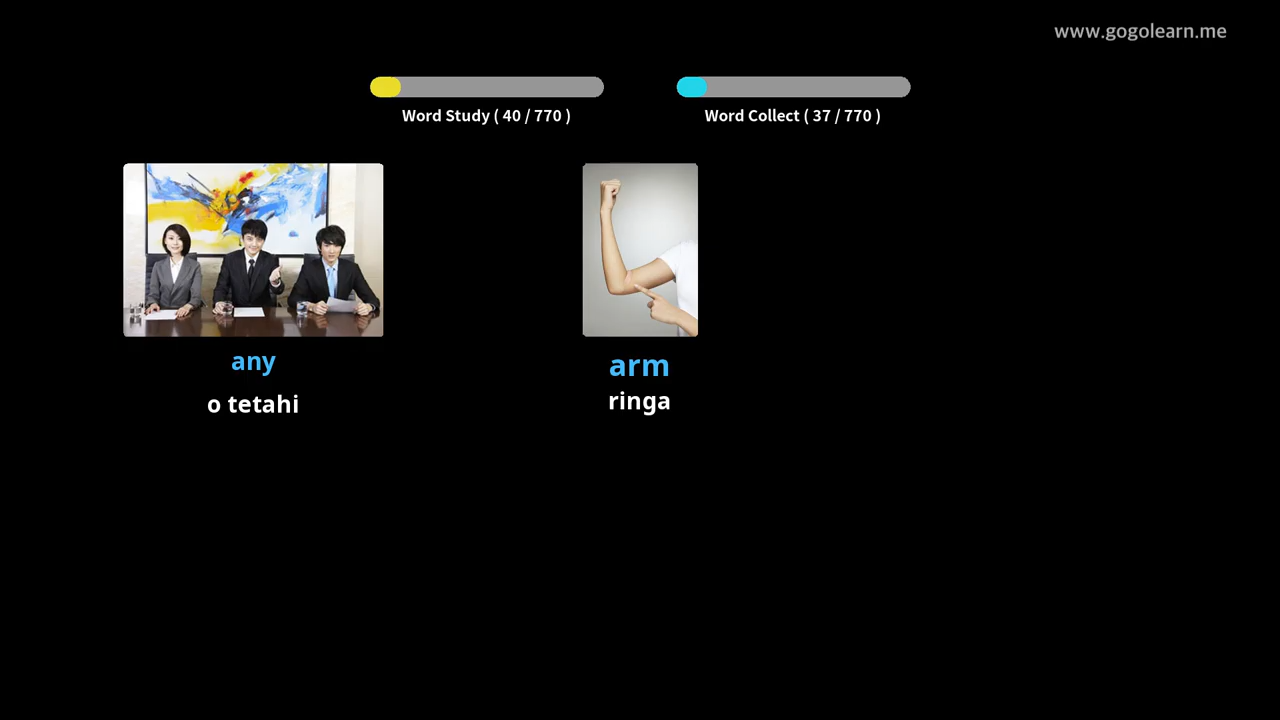 www.gogolearn.me
Word Study ( 40 / 770 )
Word Collect ( 37 / 770 )
any
o tetahi
arm
ringa